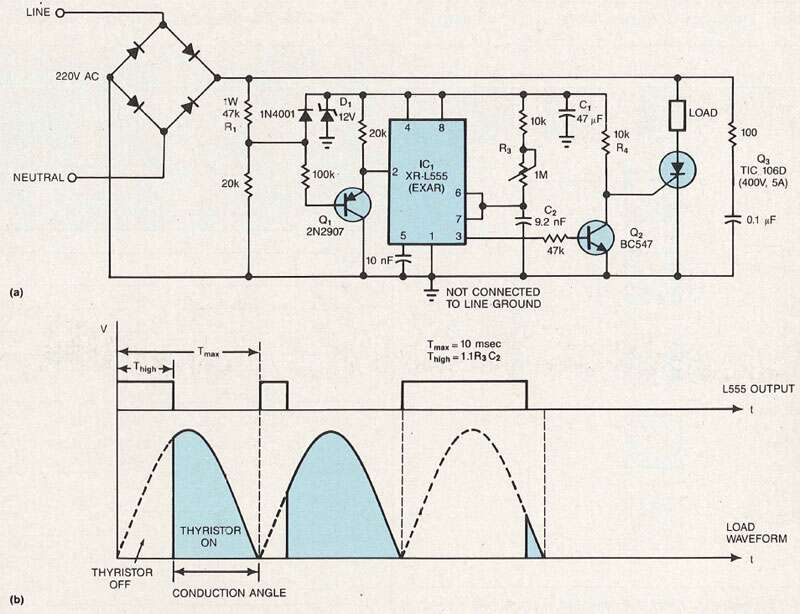 LINE
220V AC
NEUTRAL
1W
47k
R1
20k
1N4001
D1
12V
100k
20k
Q1
2N2907
4
8
2
IC1
XR-L555
(EXAR)
6
7
5
1
3
10 nF
10k
R3
1M
C1
47 μF
C2
9.2 nF
47k
10k
R4
Q2
BC547
LOAD
Q3
TIC 106D
(400V, 5A)
100
0.1 μF
NOT CONNECTED
TO LINE GROUND
(a)
V
Tmax
Thigh
Tmax = 10 msec
Thigh = 1.1R3C2
L555 OUTPUT
t
THYRISTOR
ON
THYRISTOR
OFF
CONDUCTION ANGLE
LOAD
WAVEFORM
t
(b)